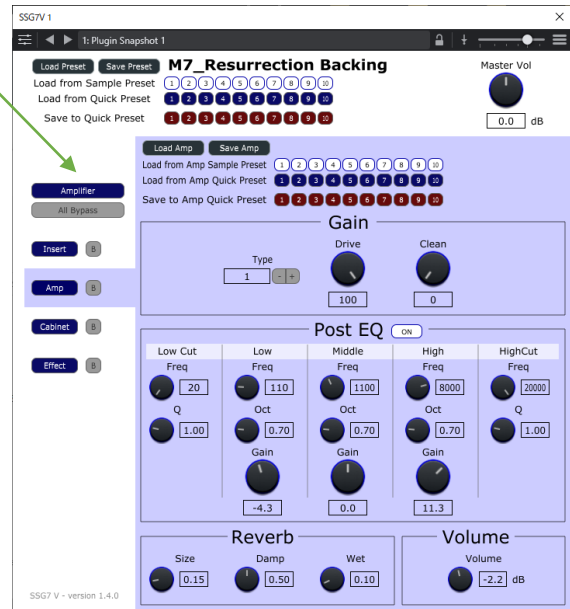 SSG7V 1
1: Plugin Snapshot 1
Load Preset Save Preset M7_Resurrection Backing
Master Vol
Load from Sample Preset 1 2 3 4 5 6 7 8 9 10
Load from Quick Preset 1 2 3 4 5 6 7 8 9 10
Save to Quick Preset 1 2 3 4 5 6 7 8 9 10
0.0 dB
Load Amp Save Amp
Load from Amp Sample Preset 1 2 3 4 5 6 7 8 9 10
Load from Amp Quick Preset 1 2 3 4 5 6 7 8 9 10
Save to Amp Quick Preset 1 2 3 4 5 6 7 8 9 10
Amplifier
All Bypass
Insert B
Amp B
Cabinet B
Effect B
Gain
Type Drive Clean
1 - +
100 0
Post EQ ON
Low Cut Low Middle High HighCut
Freq Freq Freq Freq Freq
20 110 1100 8000 20000
Q Oct Oct Oct Q
1.00 0.70 0.70 0.70 1.00
Gain Gain Gain
-4.3 0.0 11.3
Reverb
Size Damp Wet
0.15 0.50 0.10
Volume
Volume
-2.2 dB
SSG7 V - version 1.4.0